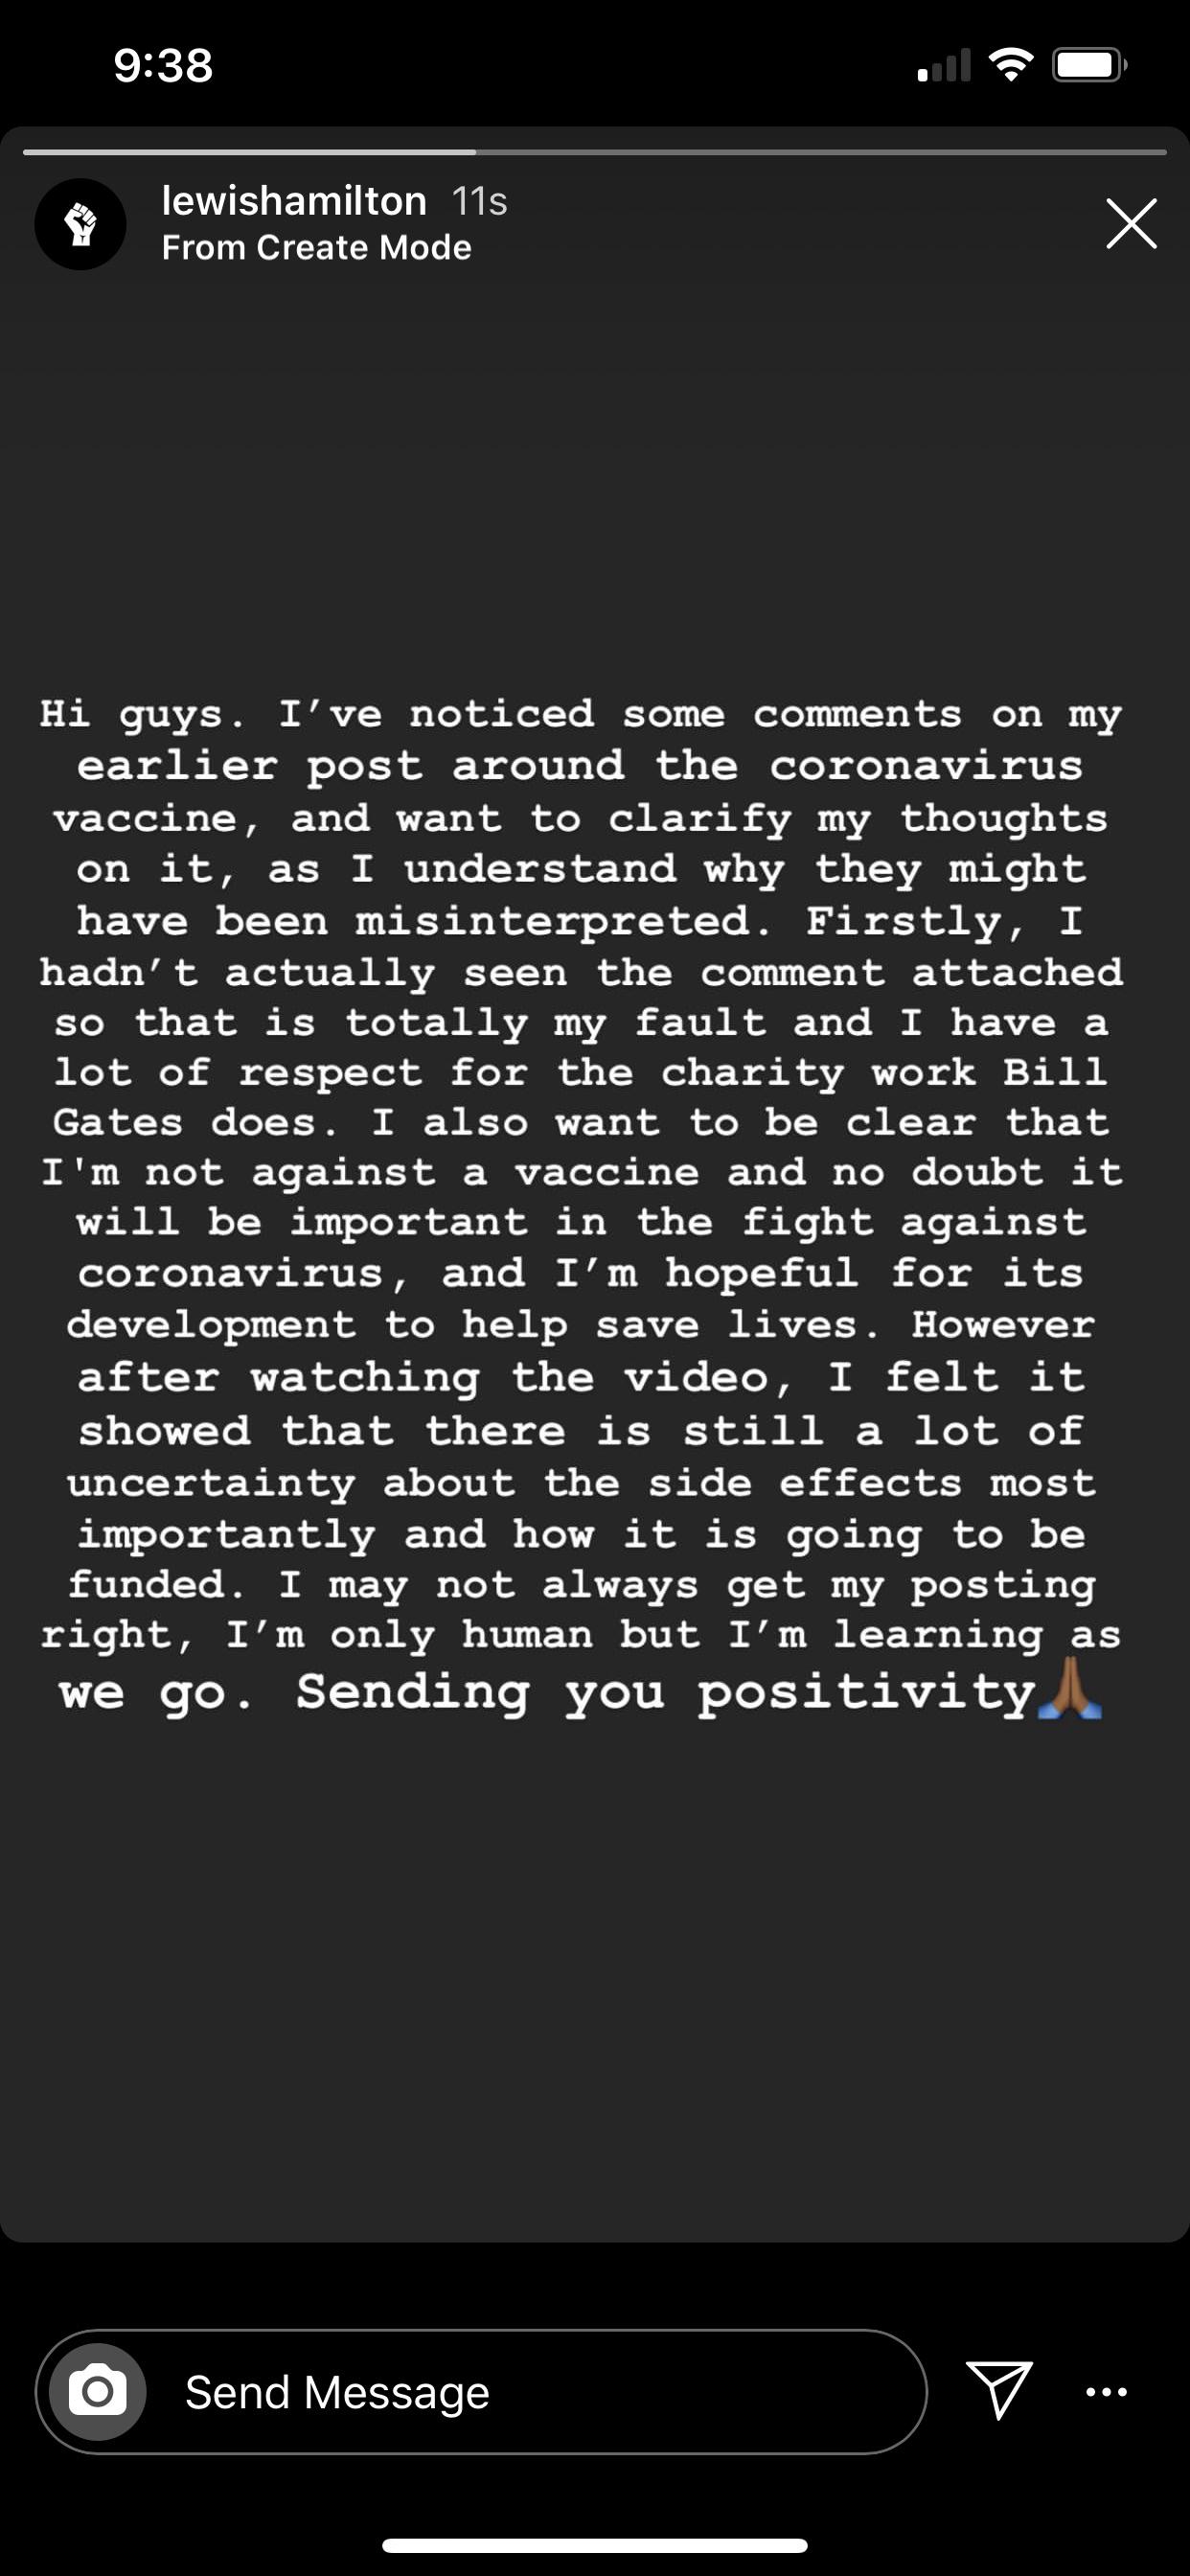 9:38
lewishamilton 11s
From Create Mode
Hi guys. I’ve noticed some comments on my
earlier post around the coronavirus
vaccine, and want to clarify my thoughts
on it, as I understand why they might
have been misinterpreted. Firstly, I
hadn’t actually seen the comment attached
so that is totally my fault and I have a
lot of respect for the charity work Bill
Gates does. I also want to be clear that
I'm not against a vaccine and no doubt it
will be important in the fight against
coronavirus, and I’m hopeful for its
development to help save lives. However
after watching the video, I felt it
showed that there is still a lot of
uncertainty about the side effects most
importantly and how it is going to be
funded. I may not always get my posting
right, I’m only human but I’m learning as
we go. Sending you positivity🙏🏾
Send Message